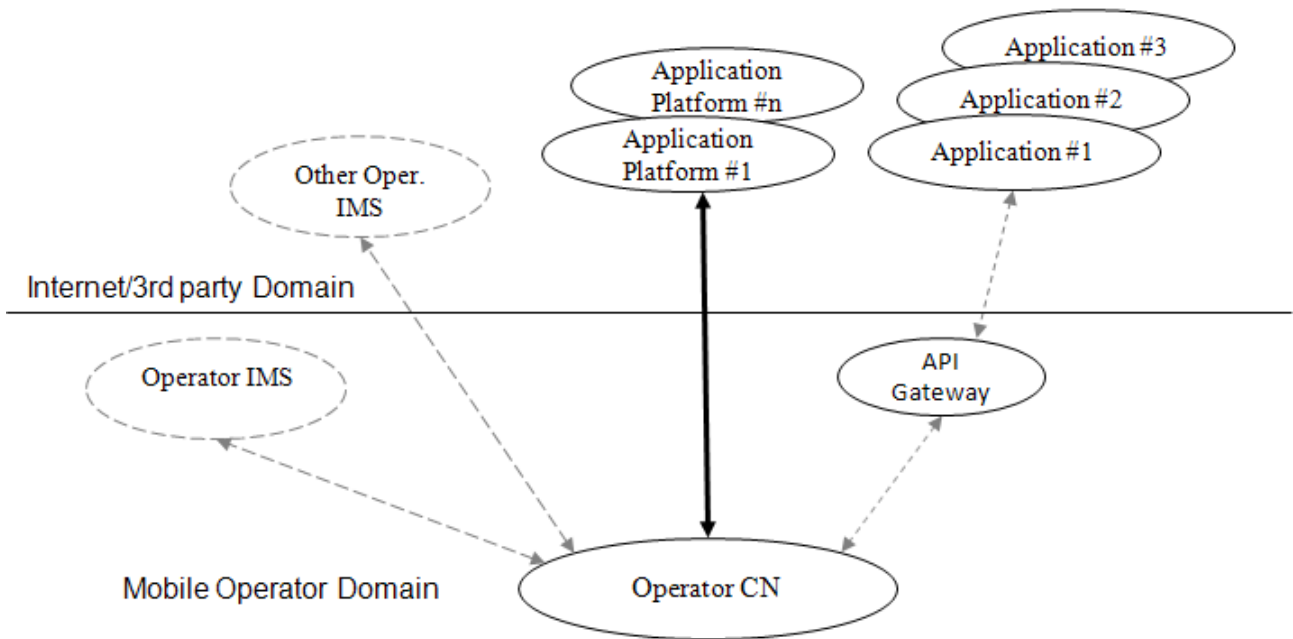 Application #3
Application
Platform #n
Application #2
Application
Platform #1
Application #1
Other Oper.
IMS
Internet/3rd party Domain
Operator IMS
API
Gateway
Mobile Operator Domain
Operator CN